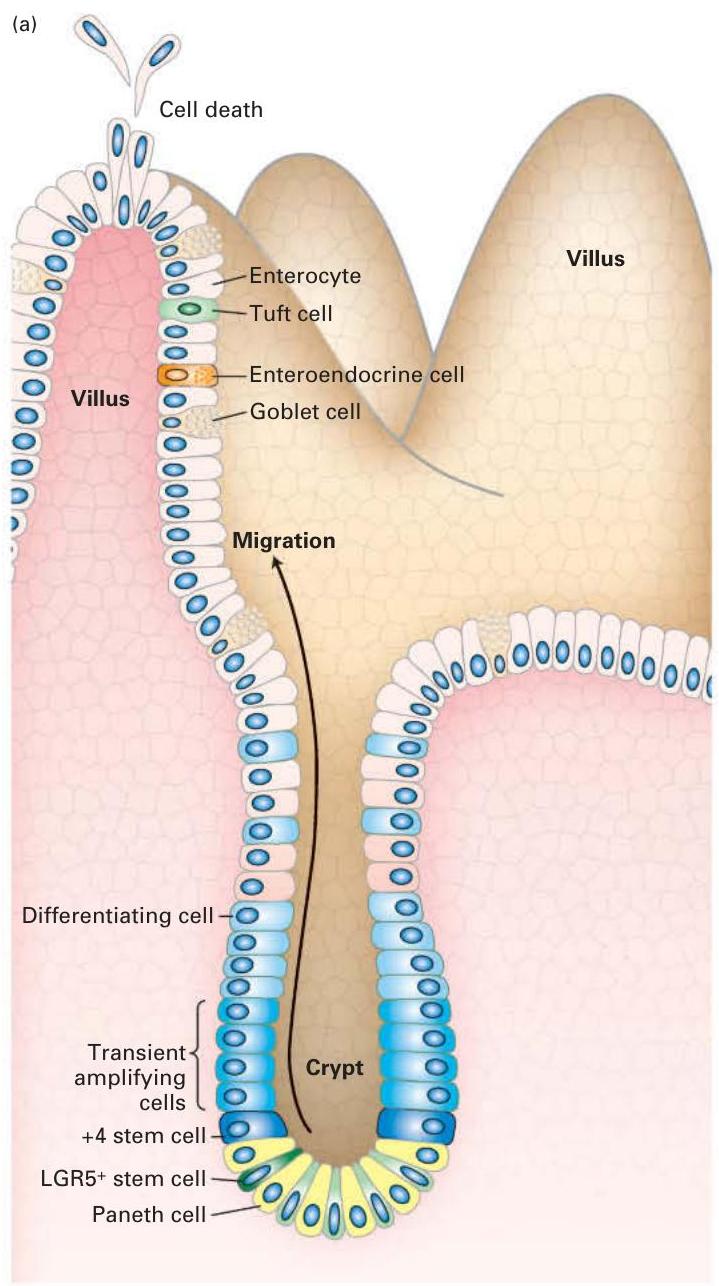 (a)
Cell death
Villus
Enterocyte
Tuft cell
Enteroendocrine cell
Villus
Goblet cell
Migration
Differentiating cell
Transient
amplifying
cells
Crypt
+4 stem cell
LGR5⁺ stem cell
Paneth cell